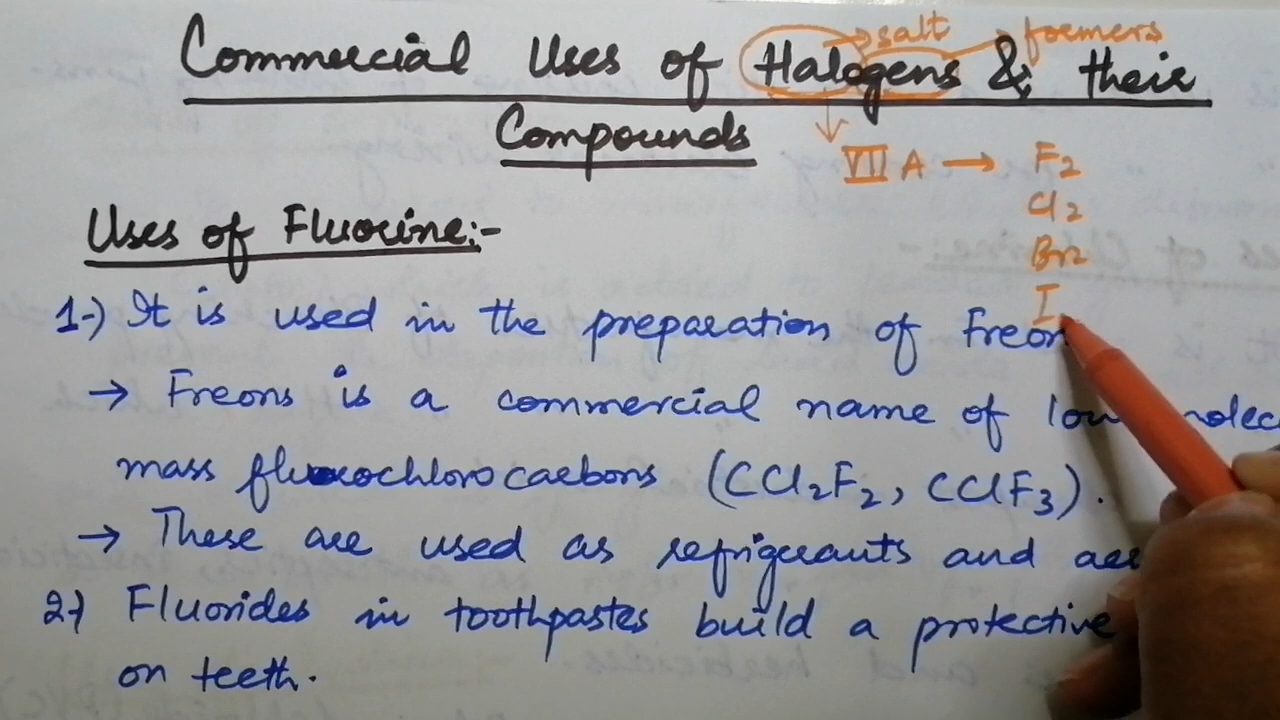 salt formers
Commercial Uses of Halogens & their
Compounds
VII A → F2
Cl2
Br2
I
Uses of Fluorine:-
1-) It is used in the preparation of Freon
→ Freons is a commercial name of low
mass fluorochlorocarbons (CCl2F2, CClF3).
→ These are used as refrigerants and
2-) Fluorides in toothpastes build a protective
on teeth.